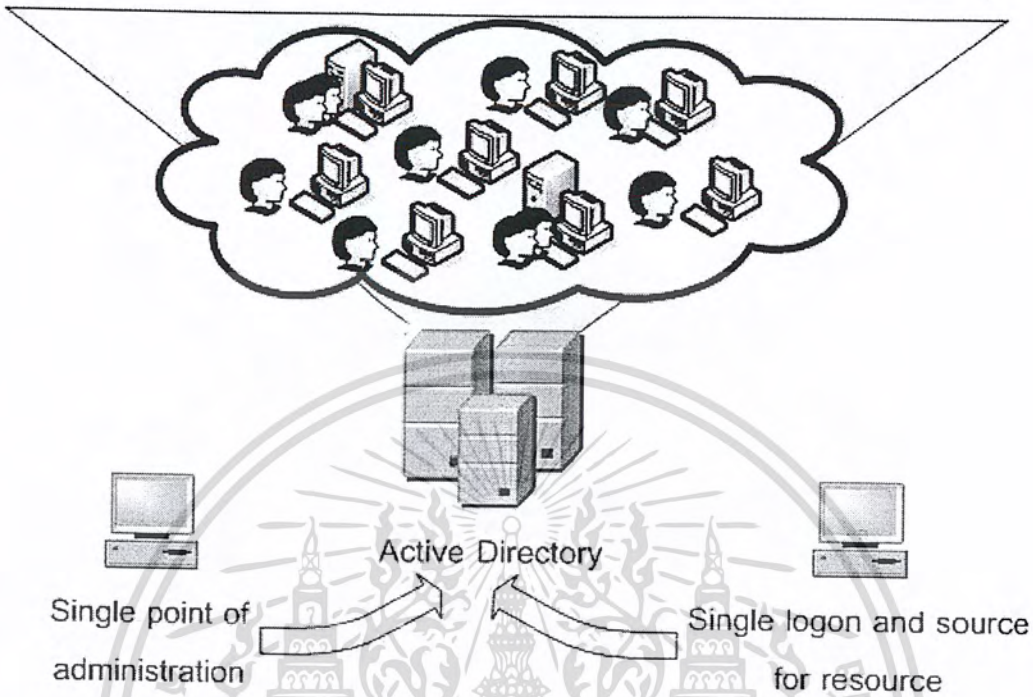 Active Directory
Single point of
administration
Single logon and source
for resource